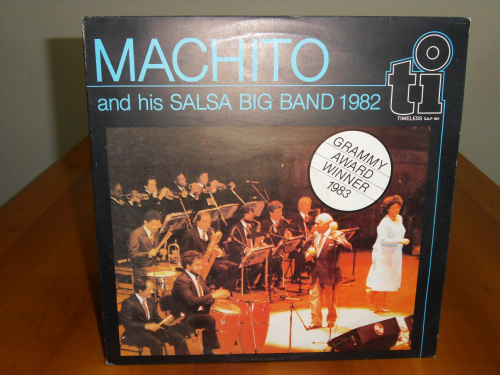 MACHITO
and his SALSA BIG BAND 1982
ti
TIMELESS
GRAMMY
AWARD
WINNER
1983